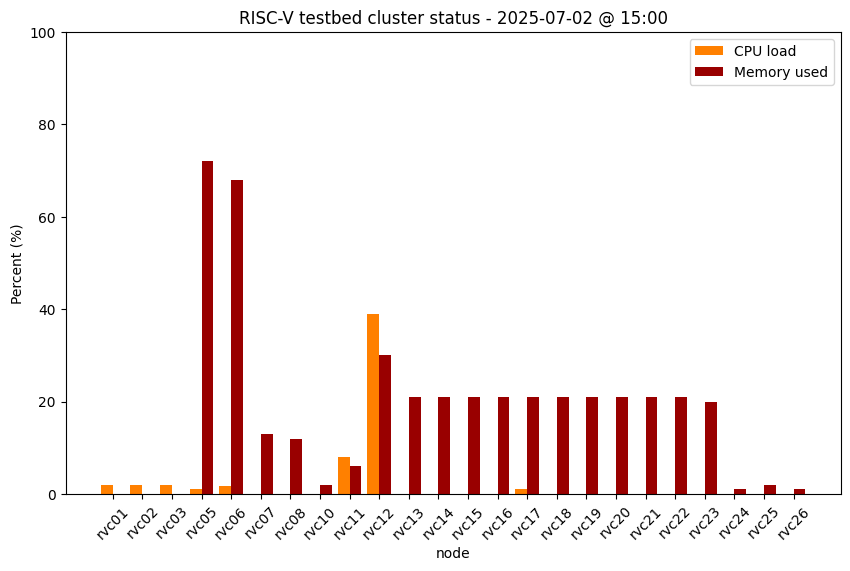 RISC-V testbed cluster status - 2025-07-02 @ 15:00
CPU load
Memory used
Percent (%)
100
80
60
40
20
0
rvc01 rvc02 rvc03 rvc05 rvc06 rvc07 rvc08 rvc10 rvc11 rvc12 rvc13 rvc14 rvc15 rvc16 rvc17 rvc18 rvc19 rvc20 rvc21 rvc22 rvc23 rvc24 rvc25 rvc26
node